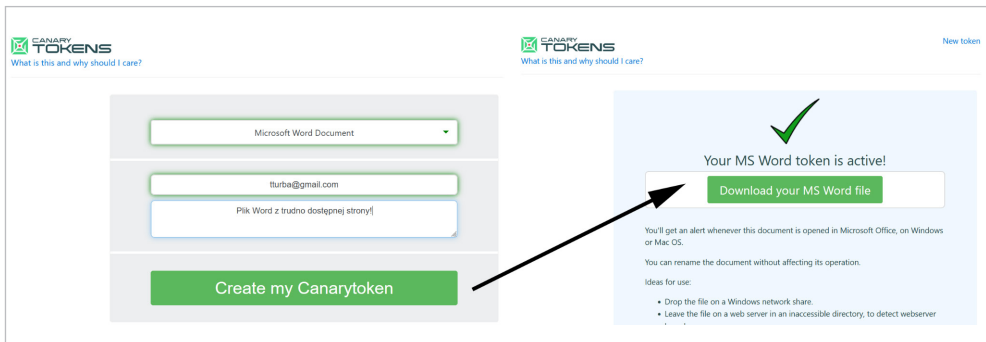 CANARY
TOKENS
What is this and why should I care?
Microsoft Word Document
tturba@gmail.com
Plik Word z trudno dostępnej strony!
Create my Canarytoken
CANARY
TOKENS
New token
What is this and why should I care?
Your MS Word token is active!
Download your MS Word file
You'll get an alert whenever this document is opened in Microsoft Office, on Windows
or Mac OS.
You can rename the document without affecting its operation.
Ideas for use:
• Drop the file on a Windows network share.
• Leave the file on a web server in an inaccessible directory, to detect webserver